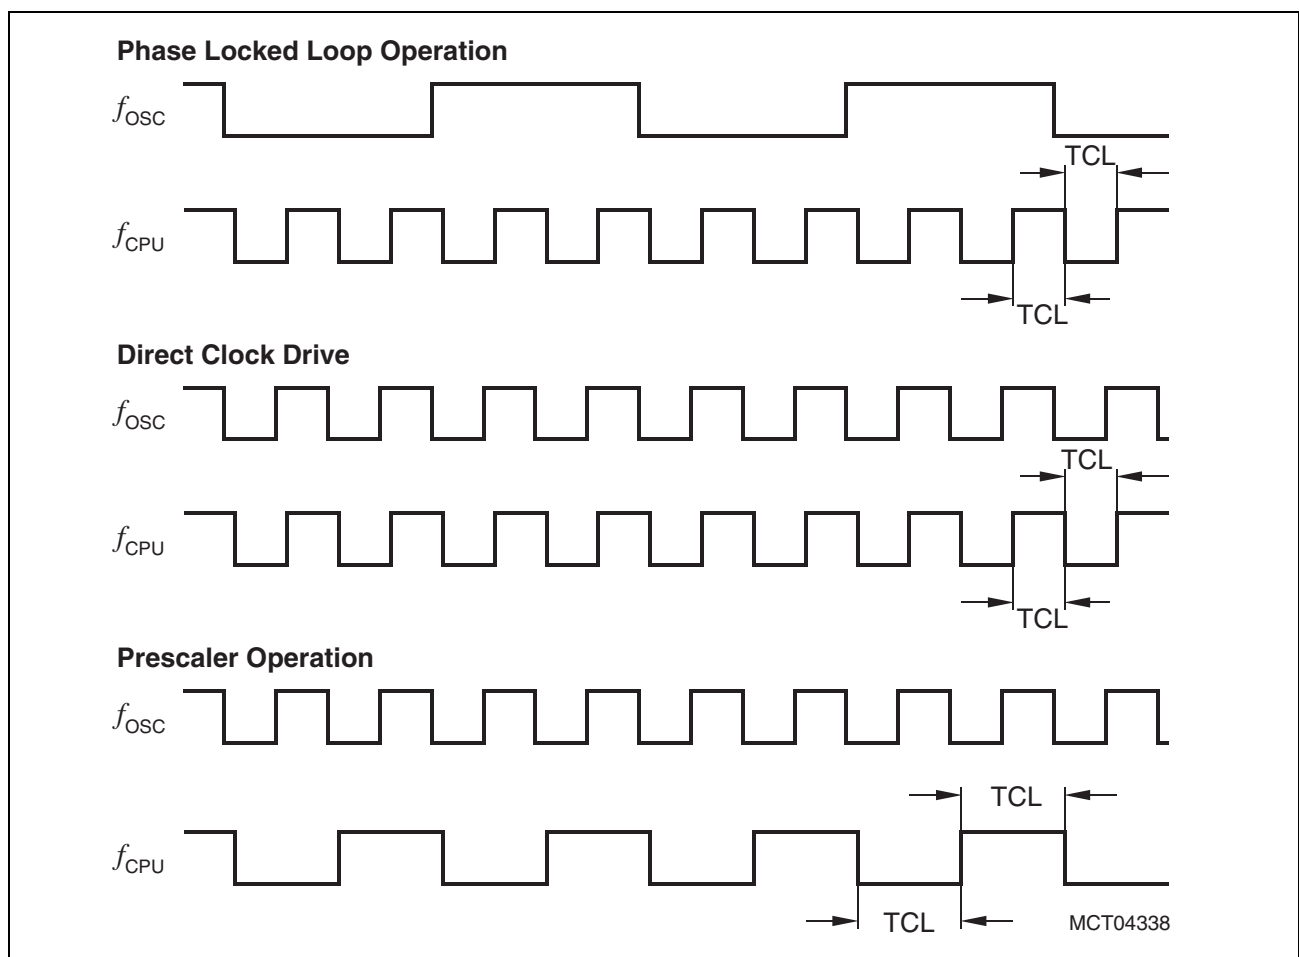 Phase Locked Loop Operation
fOSC
TCL
fCPU
TCL
Direct Clock Drive
fOSC
TCL
fCPU
TCL
Prescaler Operation
fOSC
TCL
fCPU
TCL
MCT04338